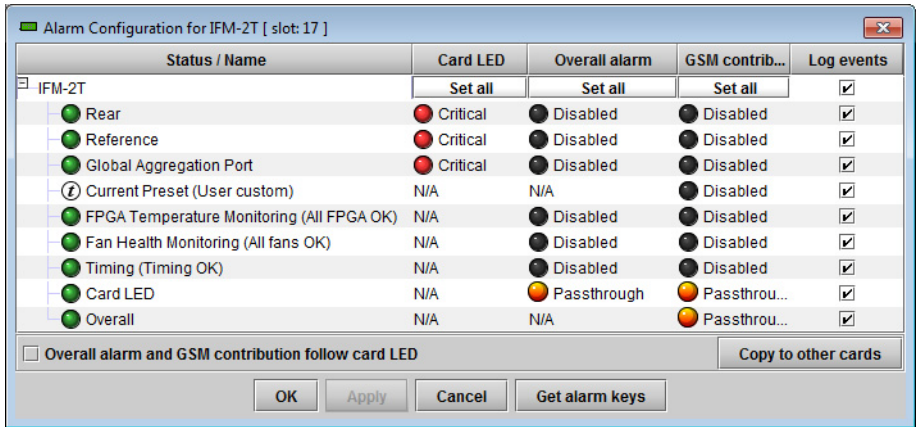 Alarm Configuration for IFM-2T [ slot: 17 ]
Status / Name Card LED Overall alarm GSM contrib... Log events
IFM-2T Set all Set all Set all
Rear Critical Disabled Disabled
Reference Critical Disabled Disabled
Global Aggregation Port Critical Disabled Disabled
Current Preset (User custom) N/A N/A Disabled
FPGA Temperature Monitoring (All FPGA OK) N/A Disabled Disabled
Fan Health Monitoring (All fans OK) N/A Disabled Disabled
Timing (Timing OK) N/A Disabled Disabled
Card LED N/A Passthrough Passthrou...
Overall N/A N/A Passthrou...
Overall alarm and GSM contribution follow card LED Copy to other cards
OK Apply Cancel Get alarm keys